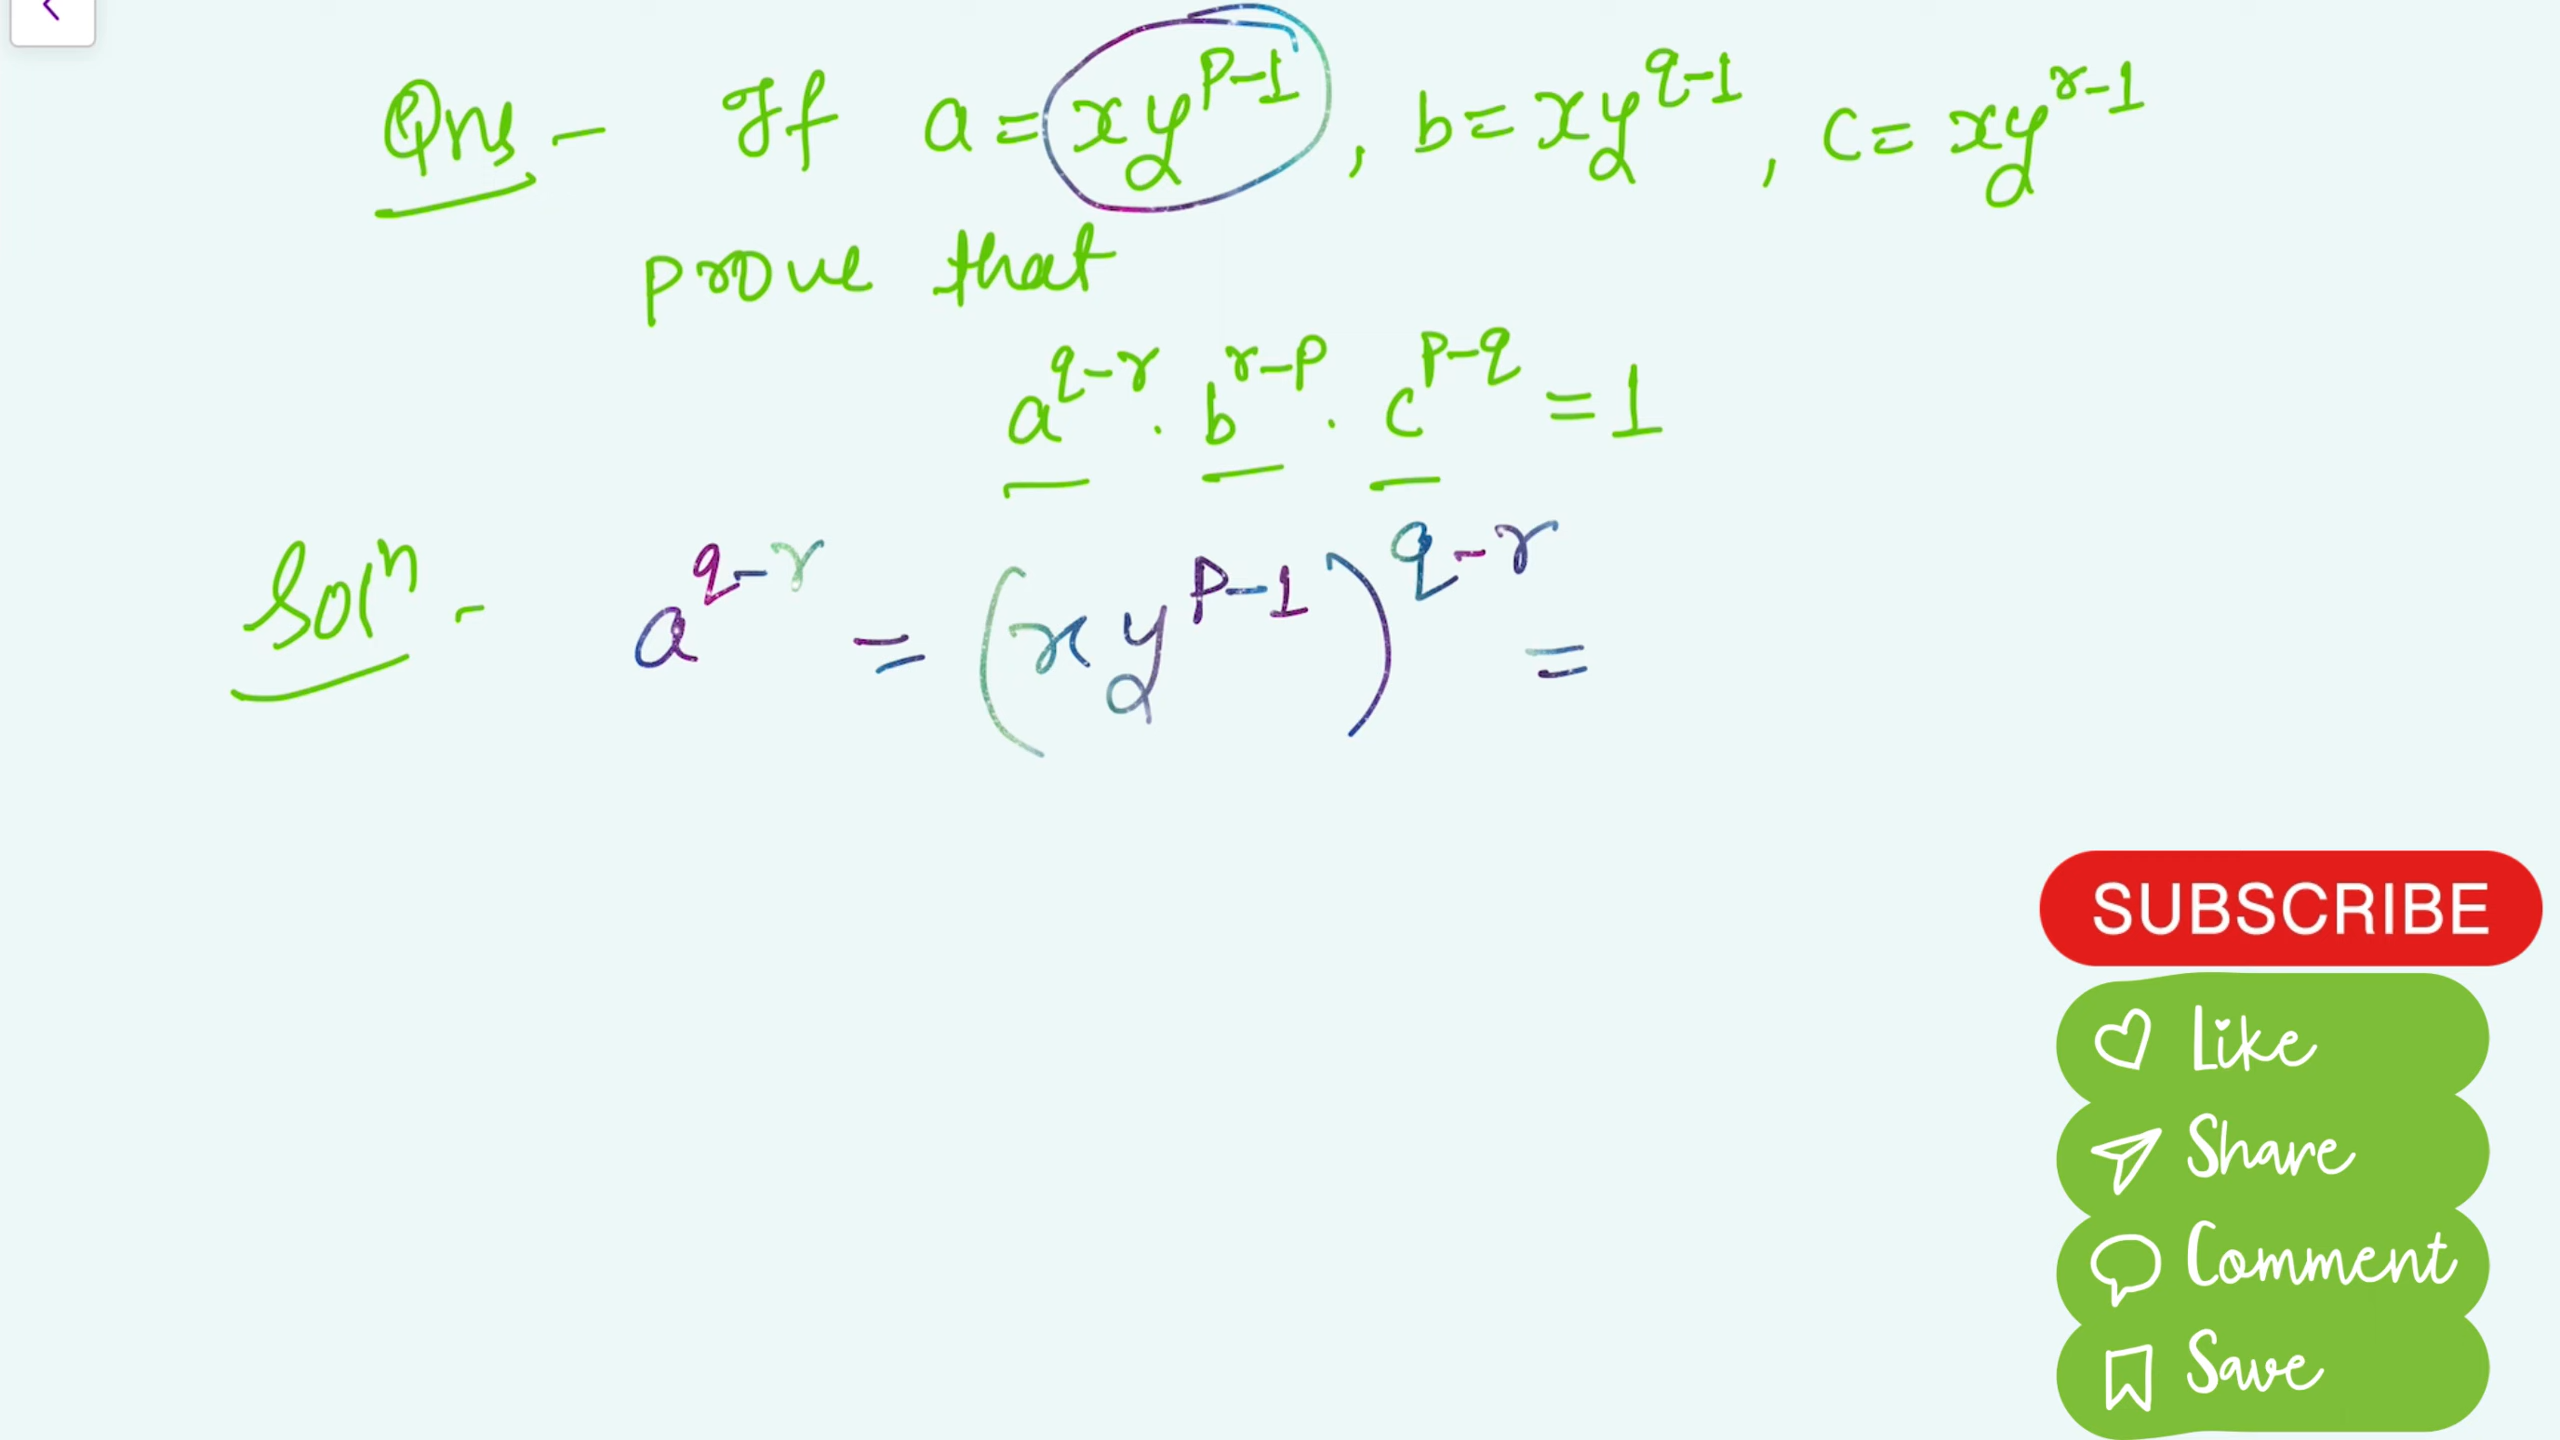 Qns - If a = xy^{p-1}, b = xy^{q-1}, c = xy^{r-1}
prove that
a^{q-r} . b^{r-p} . c^{p-q} = 1
Solⁿ - a^{q-r} = (xy^{p-1})^{q-r} =
SUBSCRIBE
Like
Share
Comment
Save